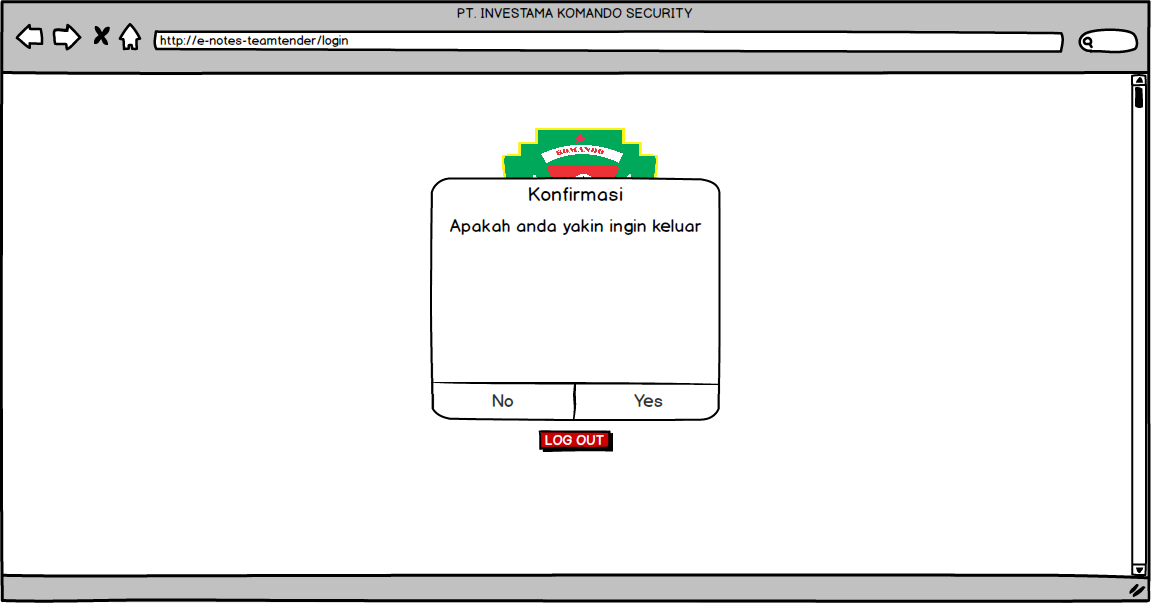 PT. INVESTAMA KOMANDO SECURITY
http://e-notes-teamtender/login
KOMANDO
Konfirmasi
Apakah anda yakin ingin keluar
No
Yes
LOG OUT